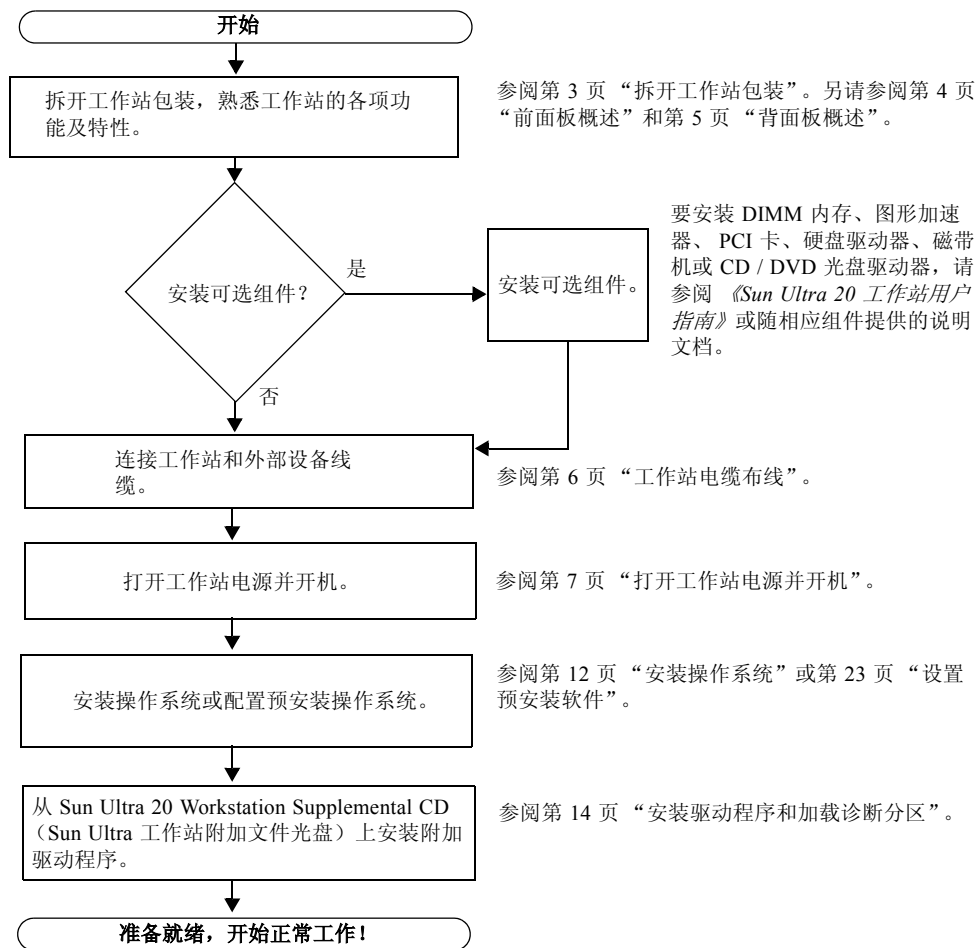 开始
拆开工作站包装，熟悉工作站的各项功
能及特性。
参阅第 3 页 “拆开工作站包装”。另请参阅第 4 页
“前面板概述”和第 5 页 “背面板概述”。
安装可选组件？
是
安装可选组件。
要安装 DIMM 内存、图形加速
器、 PCI 卡、硬盘驱动器、磁带
机或 CD / DVD 光盘驱动器，请
参阅 《Sun Ultra 20 工作站用户
指南》或随相应组件提供的说明
文档。
否
连接工作站和外部设备线
缆。
参阅第 6 页 “工作站电缆布线”。
打开工作站电源并开机。
参阅第 7 页 “打开工作站电源并开机”。
安装操作系统或配置预安装操作系统。
参阅第 12 页 “安装操作系统”或第 23 页 “设置
预安装软件”。
从 Sun Ultra 20 Workstation Supplemental CD
（Sun Ultra 工作站附加文件光盘）上安装附加
驱动程序。
参阅第 14 页 “安装驱动程序和加载诊断分区”。
准备就绪，开始正常工作！